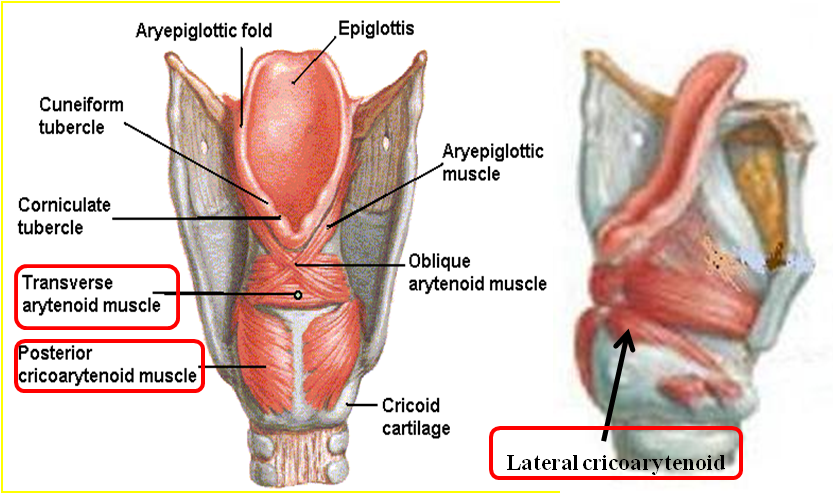 Aryepiglottic fold
Epiglottis
Cuneiform
tubercle
Aryepiglottic
muscle
Corniculate
tubercle
Oblique
arytenoid muscle
Transverse
arytenoid muscle
Posterior
cricoarytenoid muscle
Cricoid
cartilage
Lateral cricoarytenoid